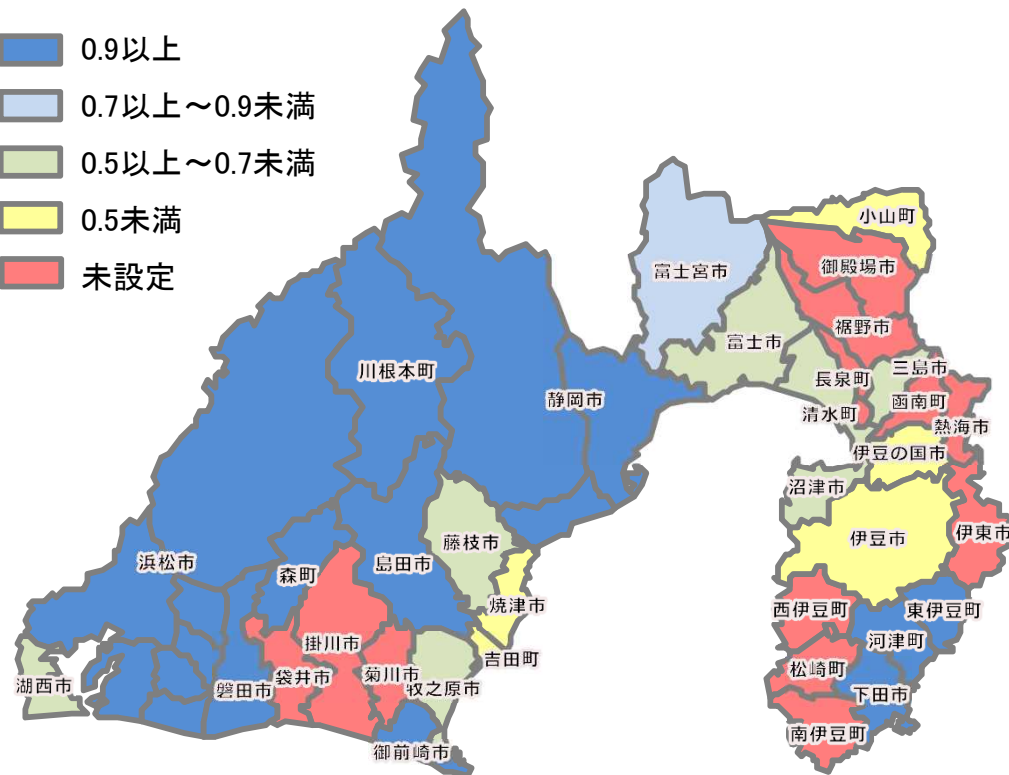 0.9以上
0.7以上～0.9未満
0.5以上～0.7未満
0.5未満
未設定
小山町
御殿場市
富士宮市
裾野市
富士市
三島市
川根本町
長泉町
静岡市
函南町
清水町
熱海市
伊豆の国市
沼津市
伊東市
藤枝市
伊豆市
浜松市
島田市
森町
焼津市
西伊豆町
東伊豆町
掛川市
河津町
吉田町
松崎町
袋井市
菊川市
湖西市
磐田市
牧之原市
下田市
南伊豆町
御前崎市